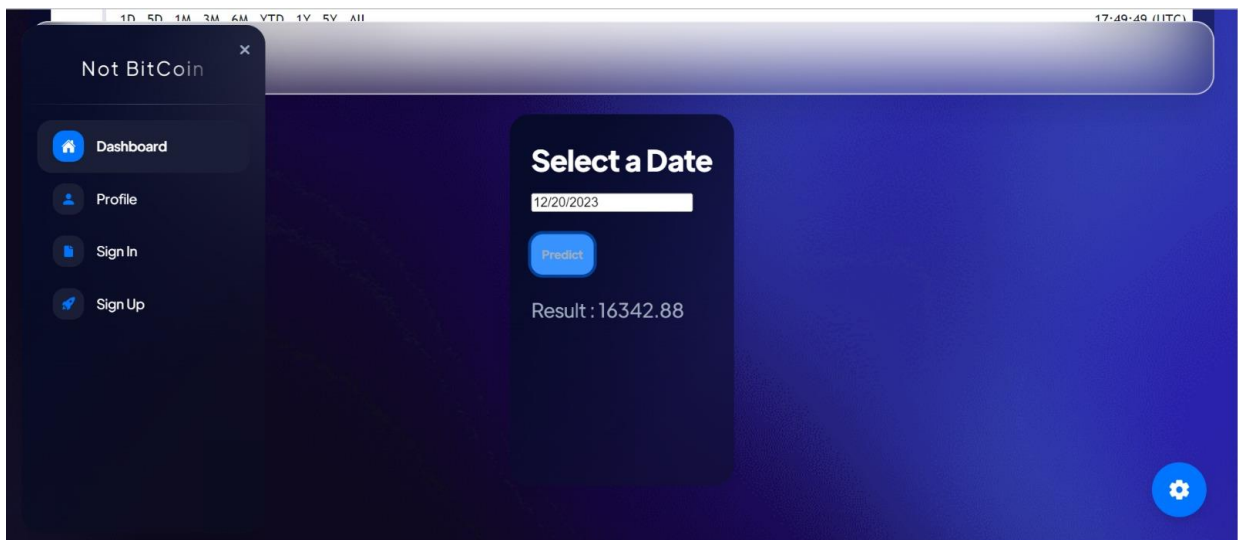 1D 5D 1M 3M 6M YTD 1Y 5Y All
17:49:49 (UTC)
Not BitCoin
Dashboard
Profile
Sign In
Sign Up
Select a Date
12/20/2023
Predict
Result : 16342.88